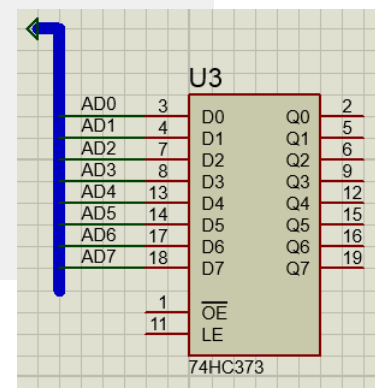 U3
AD0 3 D0 Q0 2
AD1 4 D1 Q1 5
AD2 7 D2 Q2 6
AD3 8 D3 Q3 9
AD4 13 D4 Q4 12
AD5 14 D5 Q5 15
AD6 17 D6 Q6 16
AD7 18 D7 Q7 19
1 OE
11 LE
74HC373